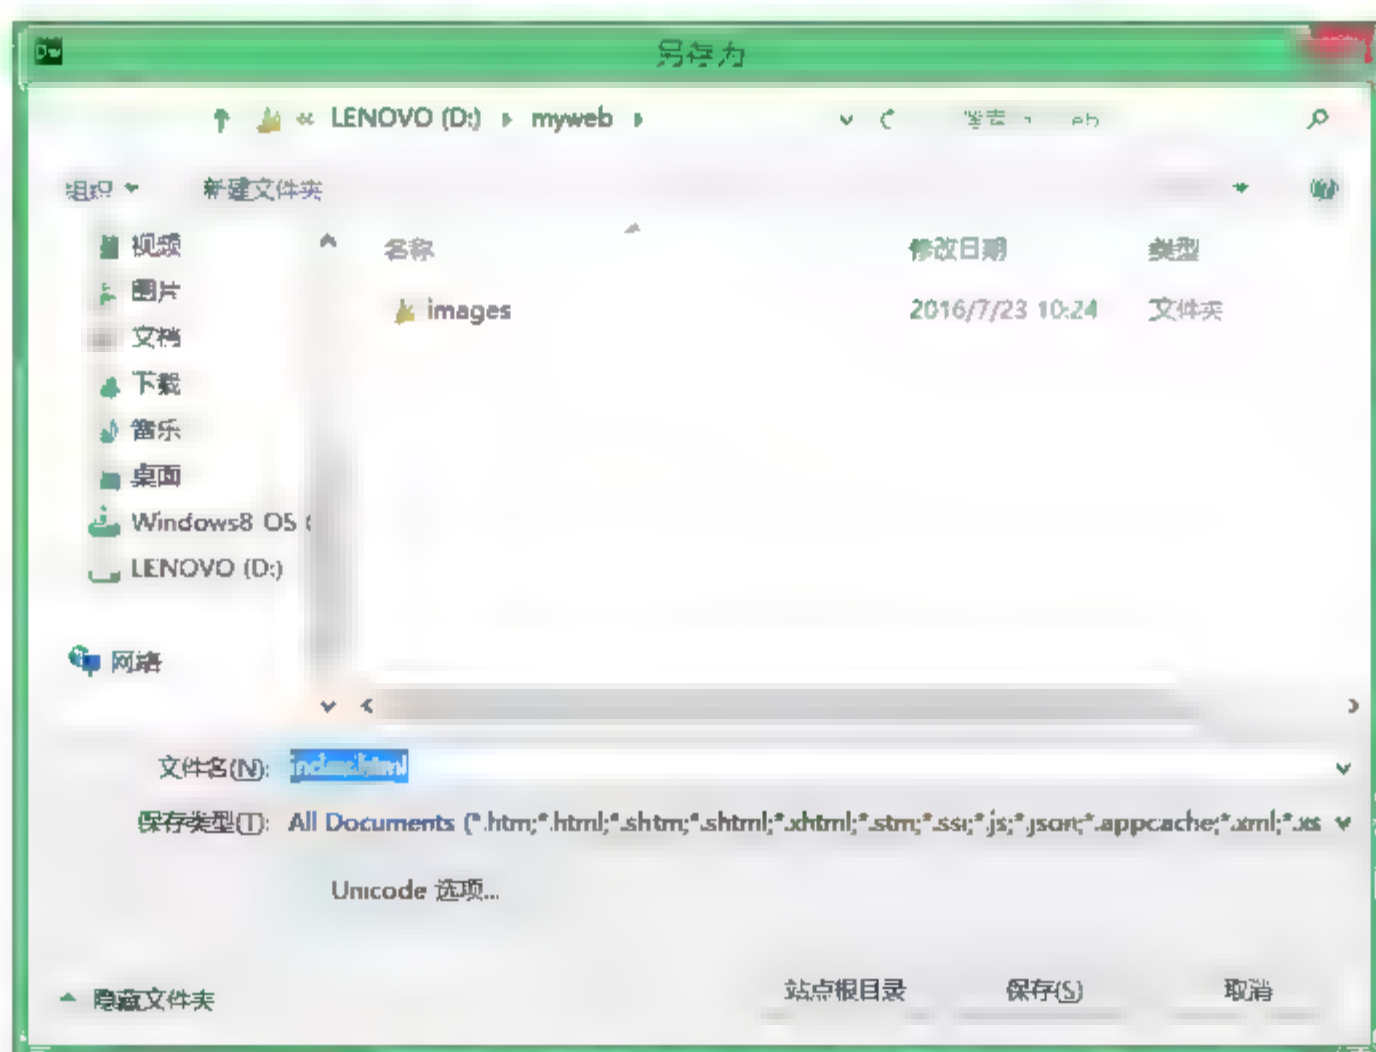 Dw
另存为
« LENOVO (D:) myweb
组织 新建文件夹
视频
图片
文档
下载
音乐
桌面
Windows8 OS (
LENOVO (D:)
网络
名称 修改日期 类型
images 2016/7/23 10:24 文件夹
文件名(N): index.html
保存类型(T): All Documents (*.htm;*.html;*.shtm;*.shtml;*.xhtml;*.stm;*.ssi;*.js;*.json;*.appcache;*.xml;*.xs
Unicode 选项...
隐藏文件夹 站点根目录 保存(S) 取消